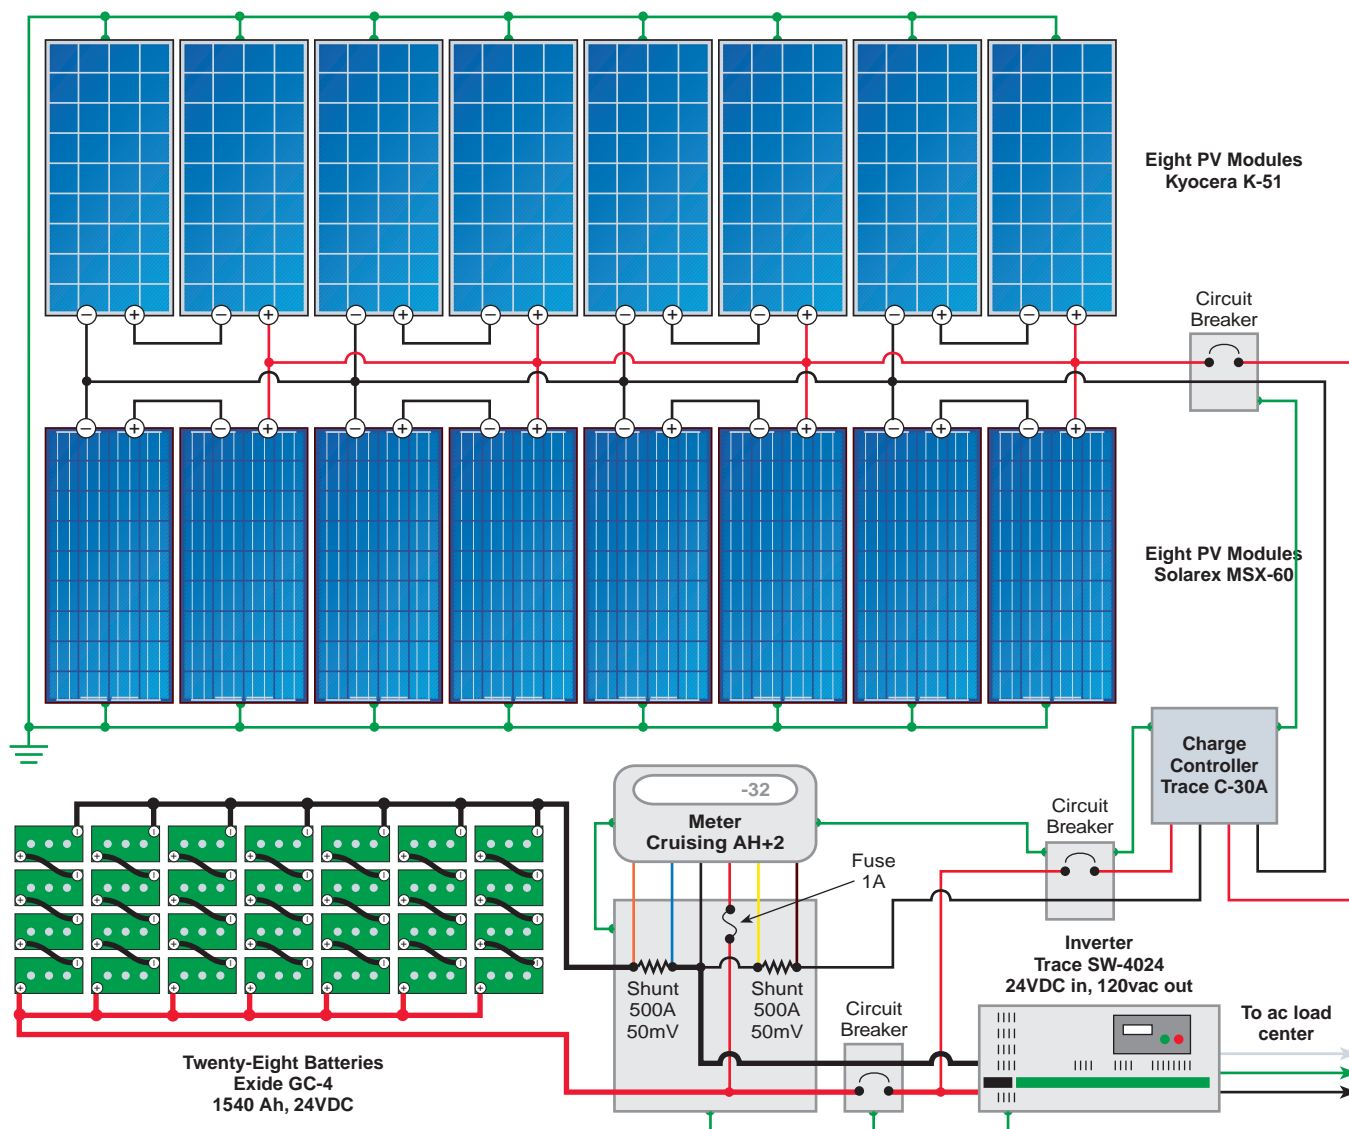 Eight PV Modules
Kyocera K-51
Circuit
Breaker
Eight PV Modules
Solarex MSX-60
Charge
Controller
Trace C-30A
-32
Meter
Cruising AH+2
Circuit
Breaker
Fuse
1A
Shunt
500A
50mV
Shunt
500A
50mV
Circuit
Breaker
Inverter
Trace SW-4024
24VDC in, 120vac out
To ac load
center
Twenty-Eight Batteries
Exide GC-4
1540 Ah, 24VDC